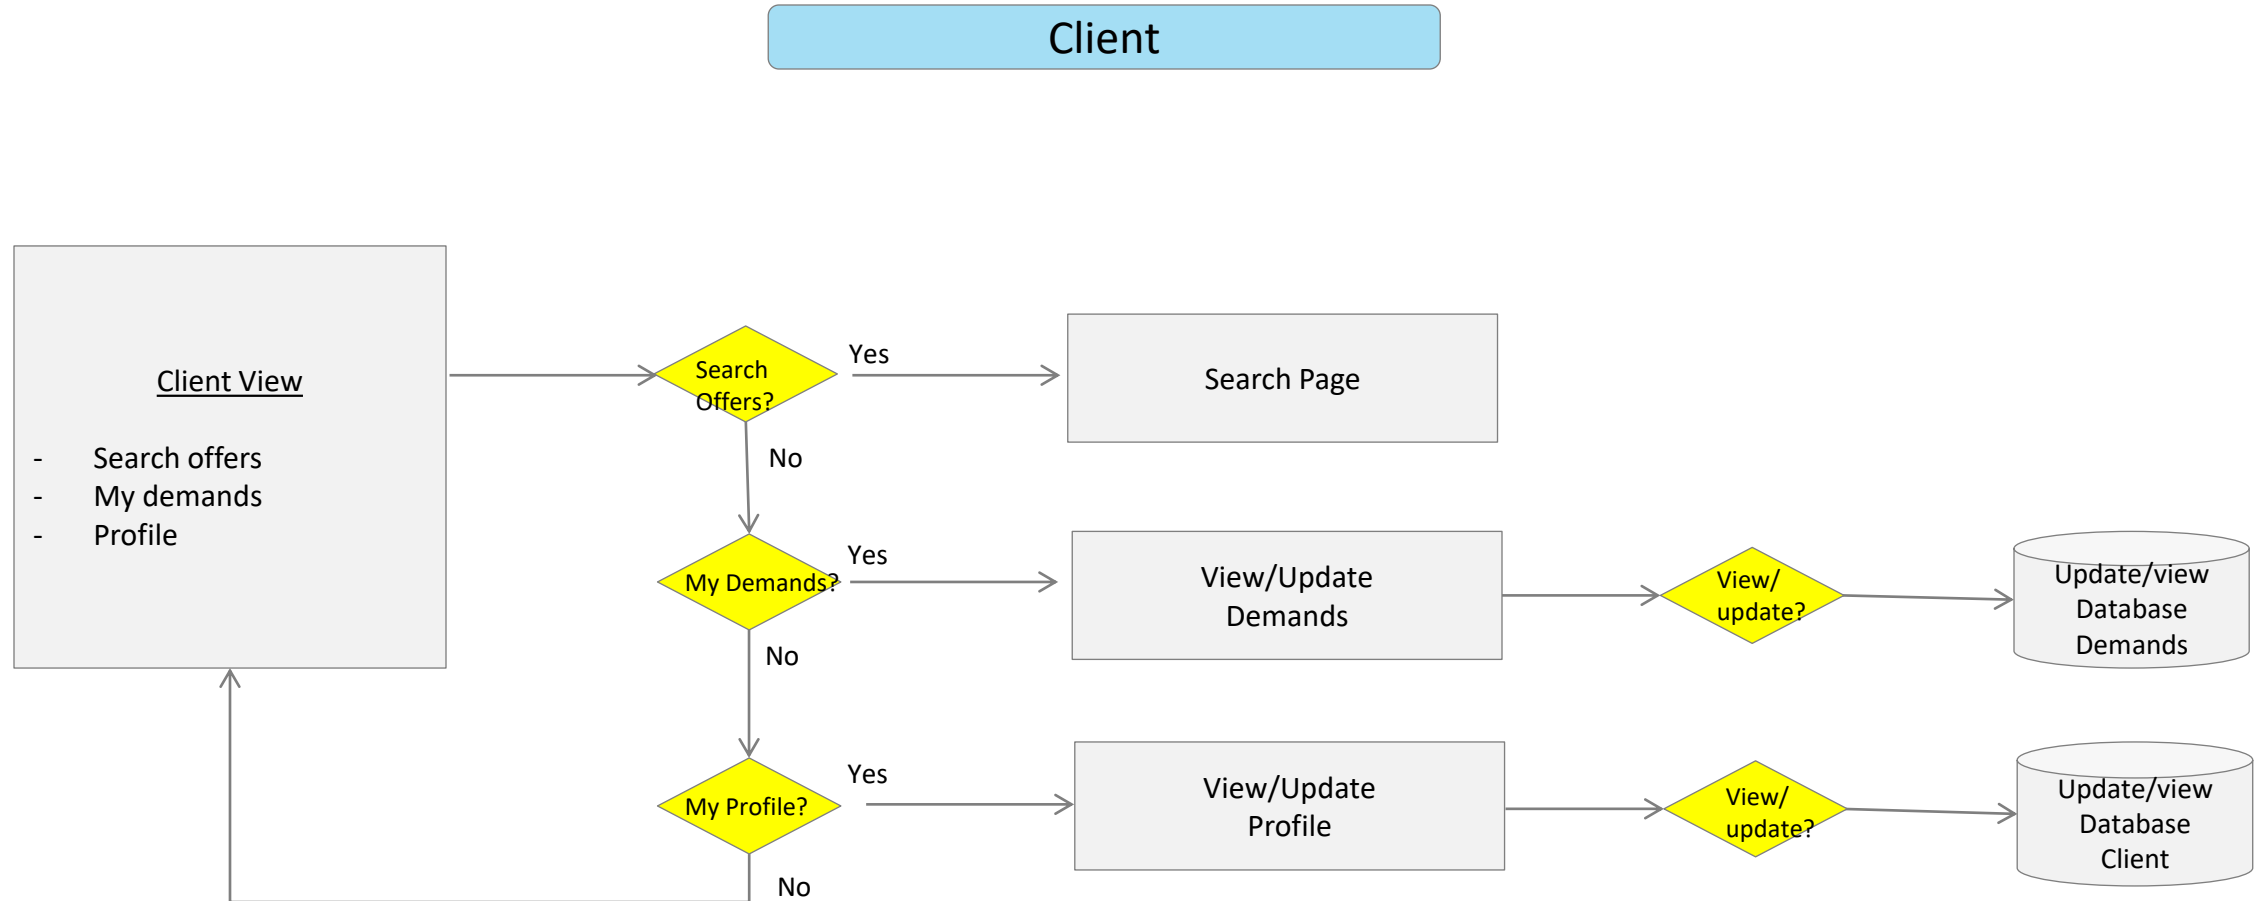 Client
Client View
- Search offers
- My demands
- Profile
Search
Offers?
Yes
Search Page
No
My Demands?
Yes
View/Update
Demands
View/
update?
Update/view
Database
Demands
No
My Profile?
Yes
View/Update
Profile
View/
update?
Update/view
Database
Client
No